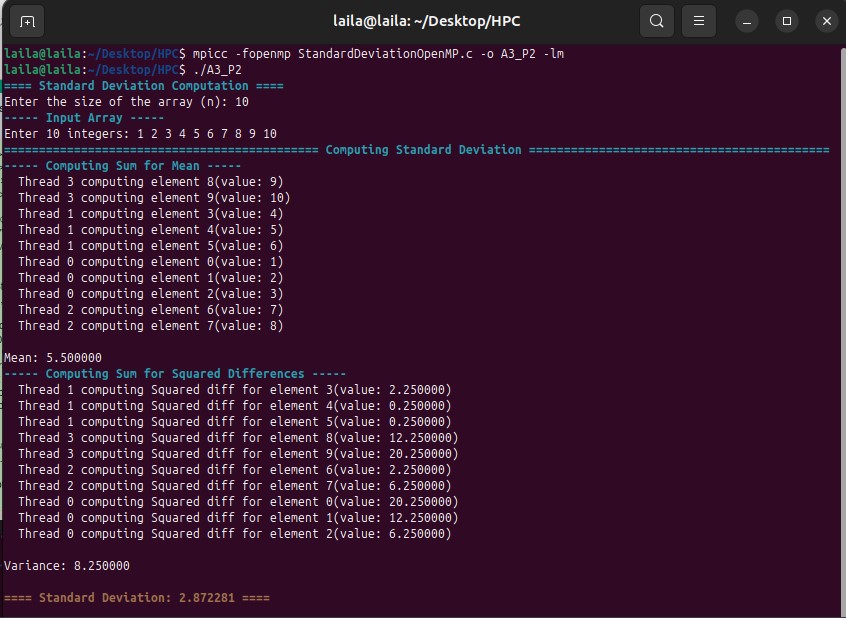 laila@laila: ~/Desktop/HPC
laila@laila:~/Desktop/HPC$ mpicc -fopenmp StandardDeviationOpenMP.c -o A3_P2 -lm
laila@laila:~/Desktop/HPC$ ./A3_P2
==== Standard Deviation Computation ====
Enter the size of the array (n): 10
----- Input Array -----
Enter 10 integers: 1 2 3 4 5 6 7 8 9 10
============================================= Computing Standard Deviation ===========================================
----- Computing Sum for Mean -----
Thread 3 computing element 8(value: 9)
Thread 3 computing element 9(value: 10)
Thread 1 computing element 3(value: 4)
Thread 1 computing element 4(value: 5)
Thread 1 computing element 5(value: 6)
Thread 0 computing element 0(value: 1)
Thread 0 computing element 1(value: 2)
Thread 0 computing element 2(value: 3)
Thread 2 computing element 6(value: 7)
Thread 2 computing element 7(value: 8)
Mean: 5.500000
----- Computing Sum for Squared Differences -----
Thread 1 computing Squared diff for element 3(value: 2.250000)
Thread 1 computing Squared diff for element 4(value: 0.250000)
Thread 1 computing Squared diff for element 5(value: 0.250000)
Thread 3 computing Squared diff for element 8(value: 12.250000)
Thread 3 computing Squared diff for element 9(value: 20.250000)
Thread 2 computing Squared diff for element 6(value: 2.250000)
Thread 2 computing Squared diff for element 7(value: 6.250000)
Thread 0 computing Squared diff for element 0(value: 20.250000)
Thread 0 computing Squared diff for element 1(value: 12.250000)
Thread 0 computing Squared diff for element 2(value: 6.250000)
Variance: 8.250000
==== Standard Deviation: 2.872281 ====